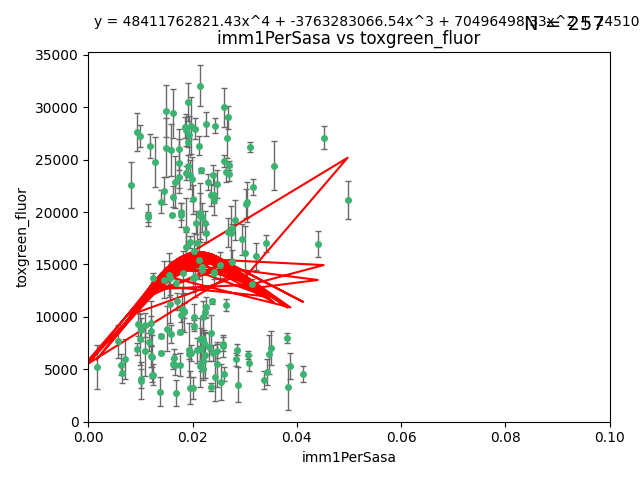 y = 48411762821.43x^4 + -3763283066.54x^3 +
N = 257
imm1PerSasa vs toxgreen_fluor
35000
30000
25000
20000
15000
10000
5000
0
toxgreen_fluor
0.00 0.02 0.04 0.06 0.08 0.10
imm1PerSasa